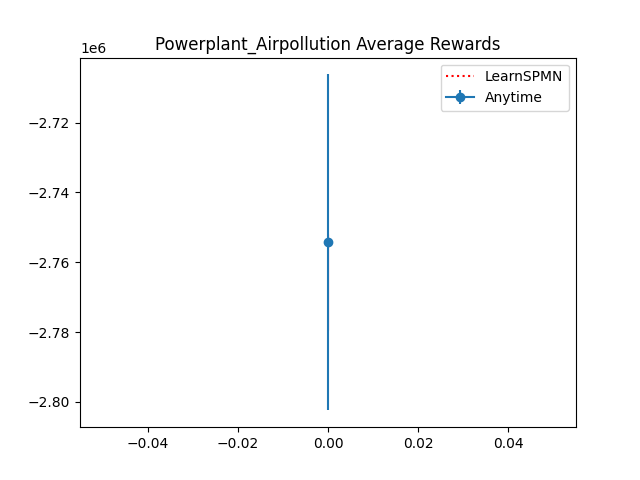 Powerplant_Airpollution Average Rewards
1e6
LearnSPMN
Anytime
−2.72
−2.74
−2.76
−2.78
−2.80
−0.04 −0.02 0.00 0.02 0.04